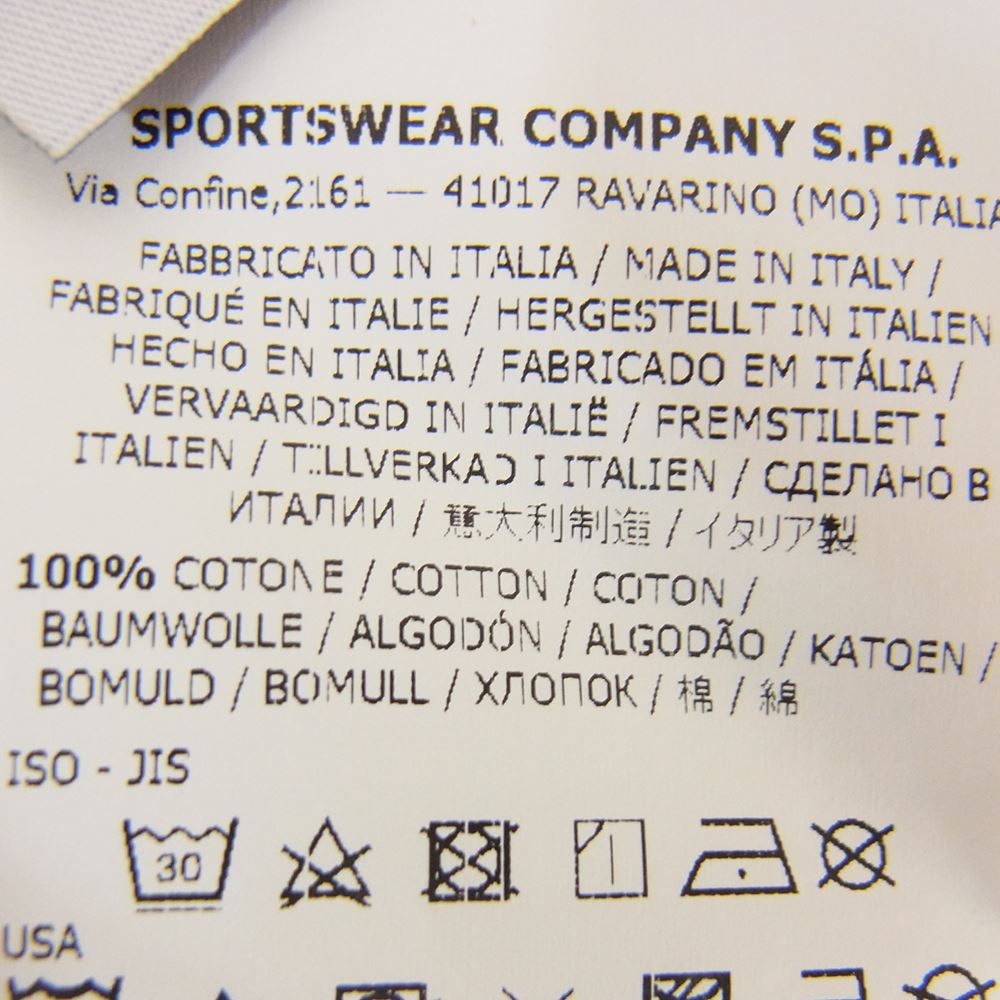 SPORTSWEAR COMPANY S.P.A.
Via Confine,2161 — 41017 RAVARINO (MO) ITALIA
FABBRICATO IN ITALIA / MADE IN ITALY /
FABRIQUÉ EN ITALIE / HERGESTELLT IN ITALIEN
HECHO EN ITALIA / FABRICADO EM ITÁLIA /
VERVAARDIGD IN ITALIË / FREMSTILLET I
ITALIEN / TILLVERKAD I ITALIEN / СДЕЛАНО В
ИТАЛИИ / 意大利制造 / イタリア製
100% COTONE / COTTON / COTON /
BAUMWOLLE / ALGODÓN / ALGODÃO / KATOEN /
BOMULD / BOMULL / ХЛОПОК / 棉 / 綿
ISO - JIS
30
USA